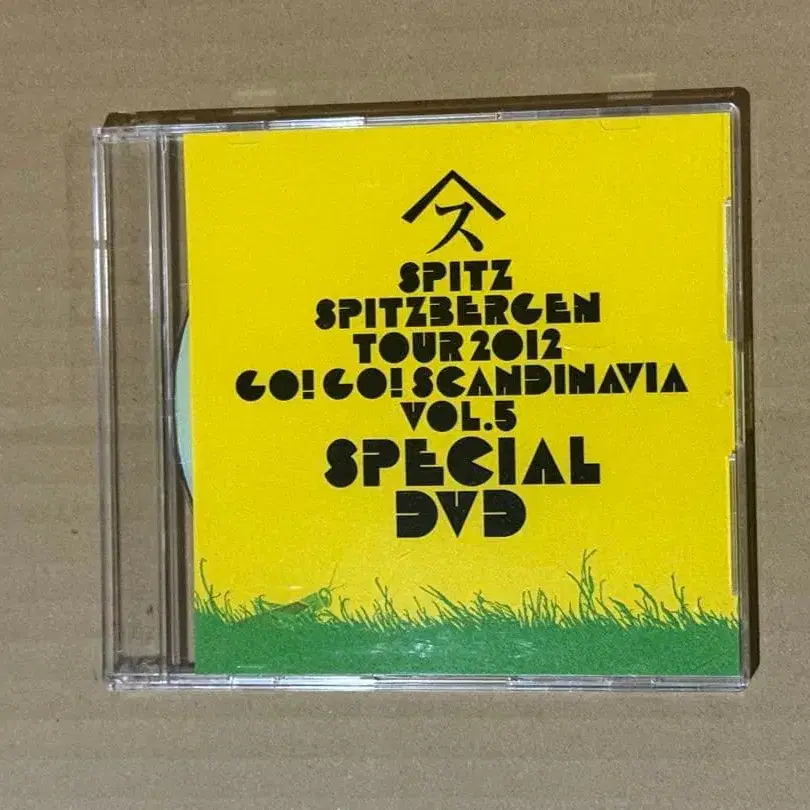 ス
SPITZ
SPITZBERGEN
TOUR 2012
GO! GO! SCANDINAVIA
VOL.5
SPECIAL
DVD